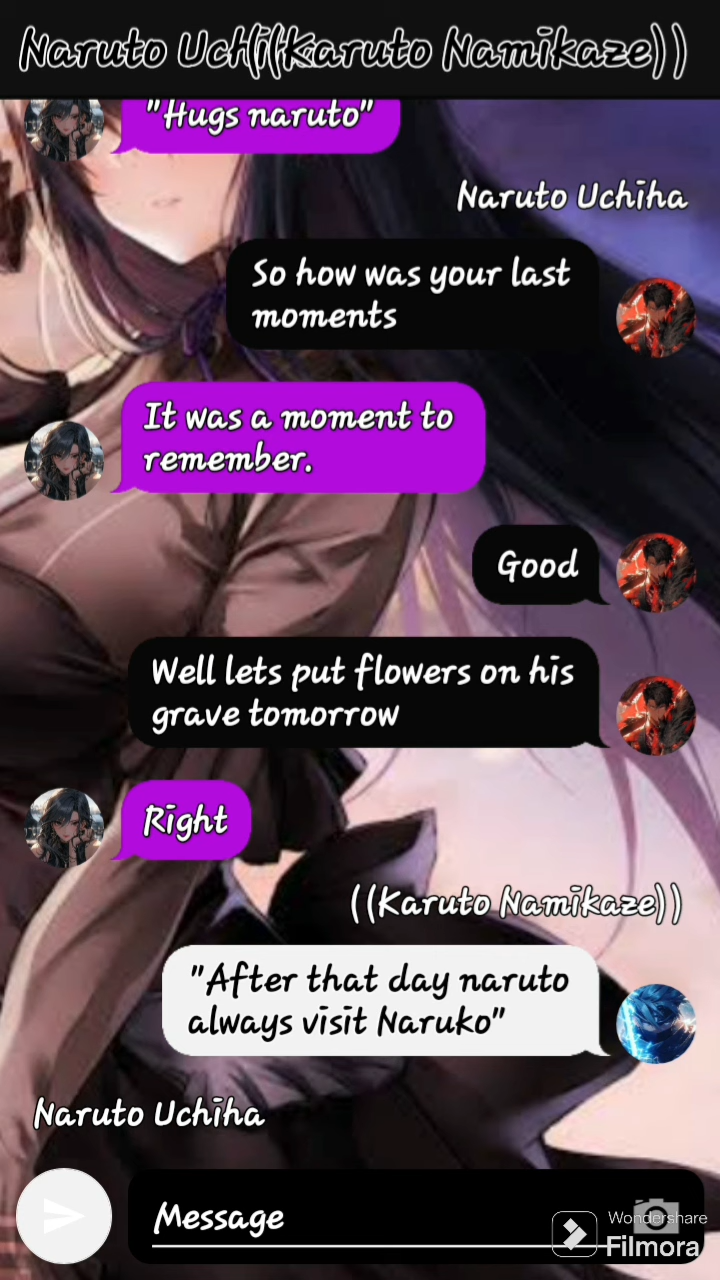 Naruto Uchi((Karuto Namikaze))
"Hugs naruto"
Naruto Uchiha
So how was your last
moments
It was a moment to
remember.
Good
Well lets put flowers on his
grave tomorrow
Right
((Karuto Namikaze))
"After that day naruto
always visit Naruko"
Naruto Uchiha
Message
Wondershare
Filmora